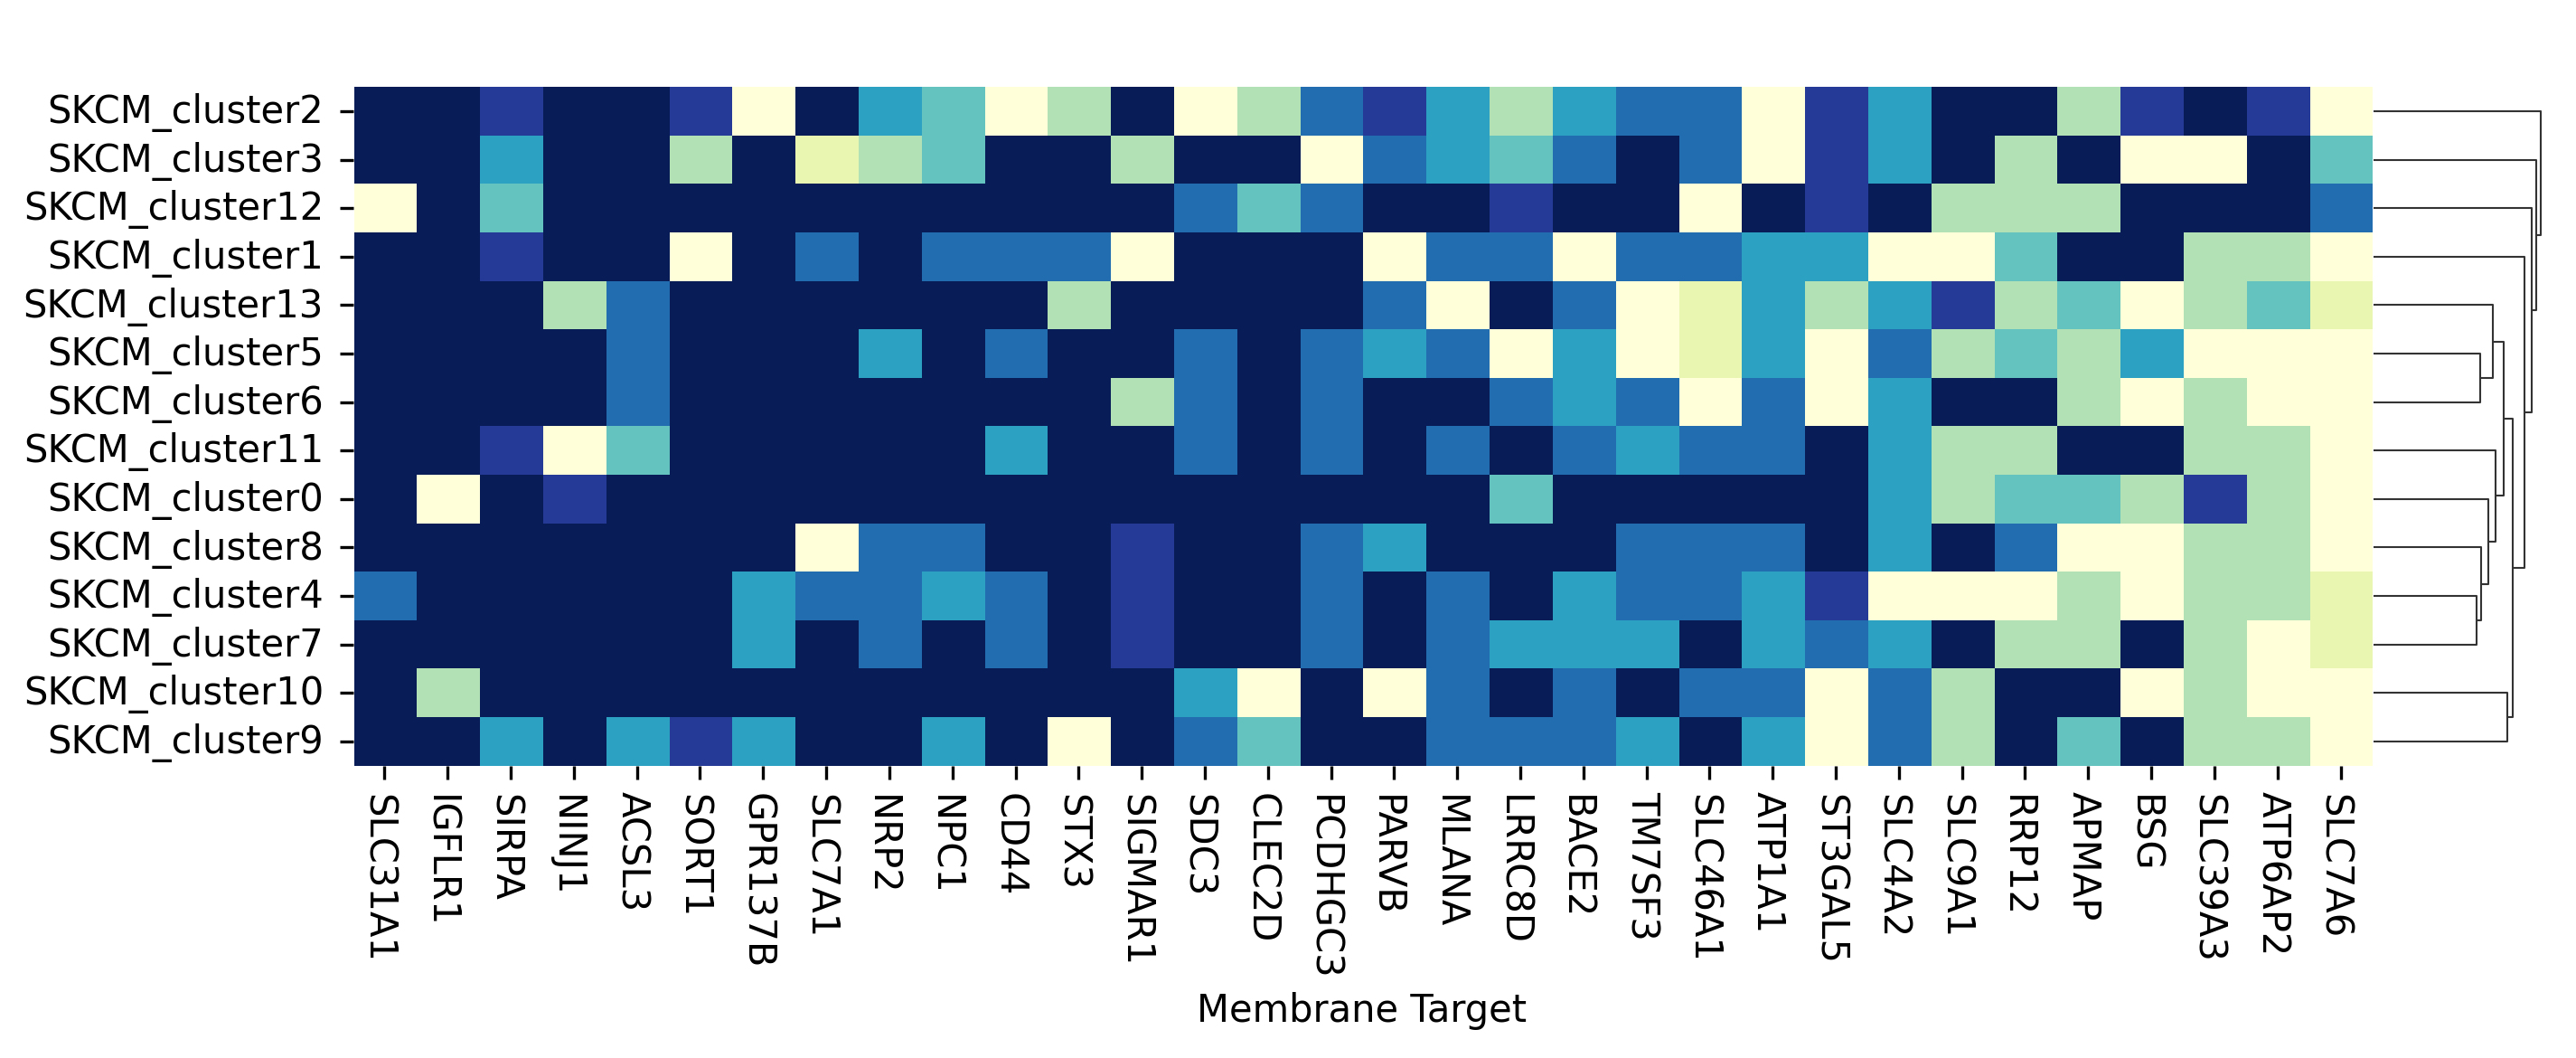 SKCM_cluster2
SKCM_cluster3
SKCM_cluster12
SKCM_cluster1
SKCM_cluster13
SKCM_cluster5
SKCM_cluster6
SKCM_cluster11
SKCM_cluster0
SKCM_cluster8
SKCM_cluster4
SKCM_cluster7
SKCM_cluster10
SKCM_cluster9
SLC31A1
IGFLR1
SIRPA
NINJ1
ACSL3
SORT1
GPR137B
SLC7A1
NRP2
NPC1
CD44
STX3
SIGMAR1
SDC3
CLEC2D
PCDHGC3
PARVB
MLANA
LRRC8D
BACE2
TM7SF3
SLC46A1
ATP1A1
ST3GAL5
SLC4A2
SLC9A1
RRP12
APMAP
BSG
SLC39A3
ATP6AP2
SLC7A6
Membrane Target